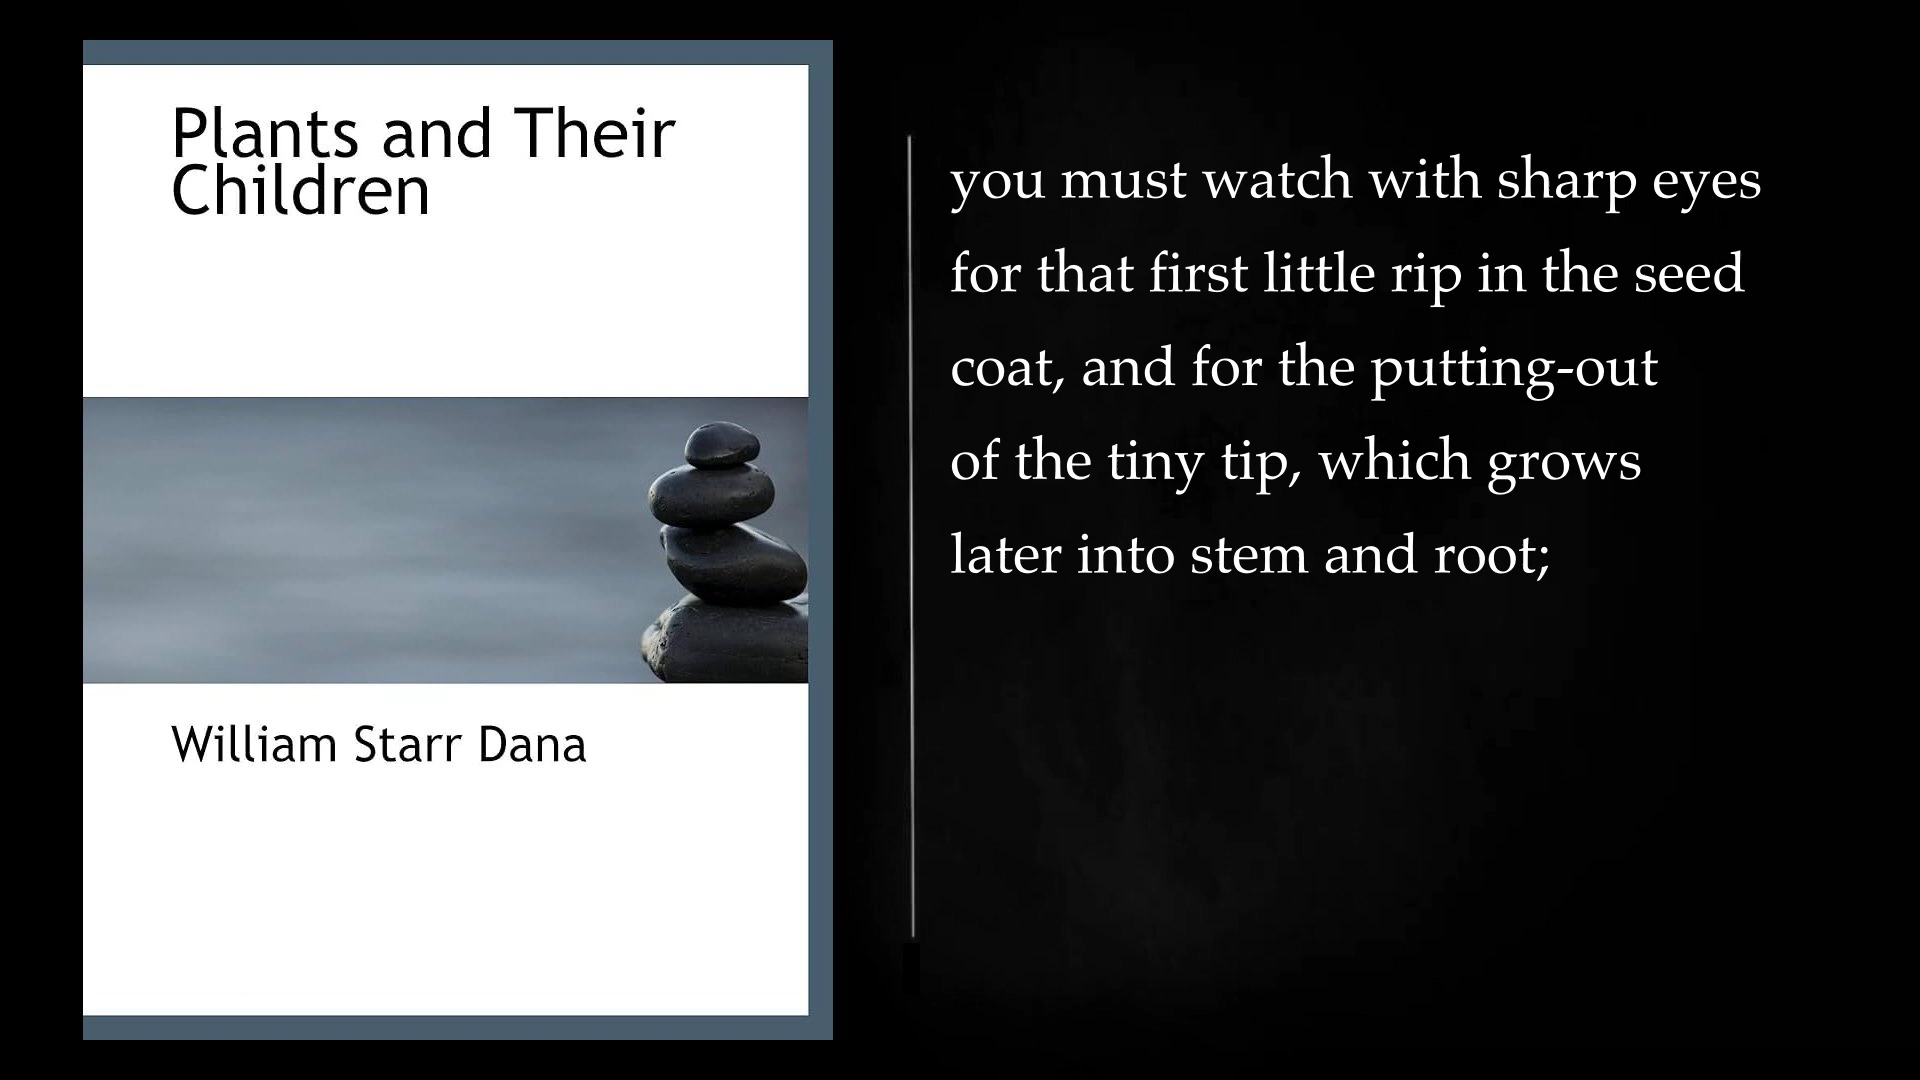 Plants and Their
Children
William Starr Dana
you must watch with sharp eyes
for that first little rip in the seed
coat, and for the putting-out
of the tiny tip, which grows
later into stem and root;